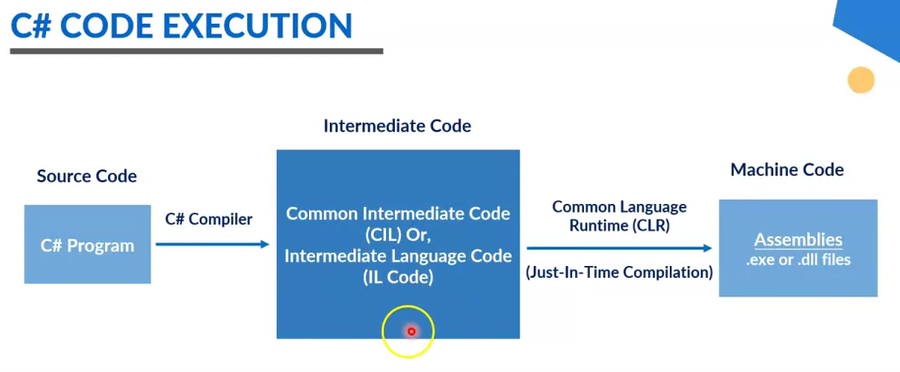 C# CODE EXECUTION
Intermediate Code
Source Code
Machine Code
C# Compiler
C# Program
Common Intermediate Code
(CIL) Or,
Intermediate Language Code
(IL Code)
Common Language
Runtime (CLR)
(Just-In-Time Compilation)
Assemblies
.exe or .dll files